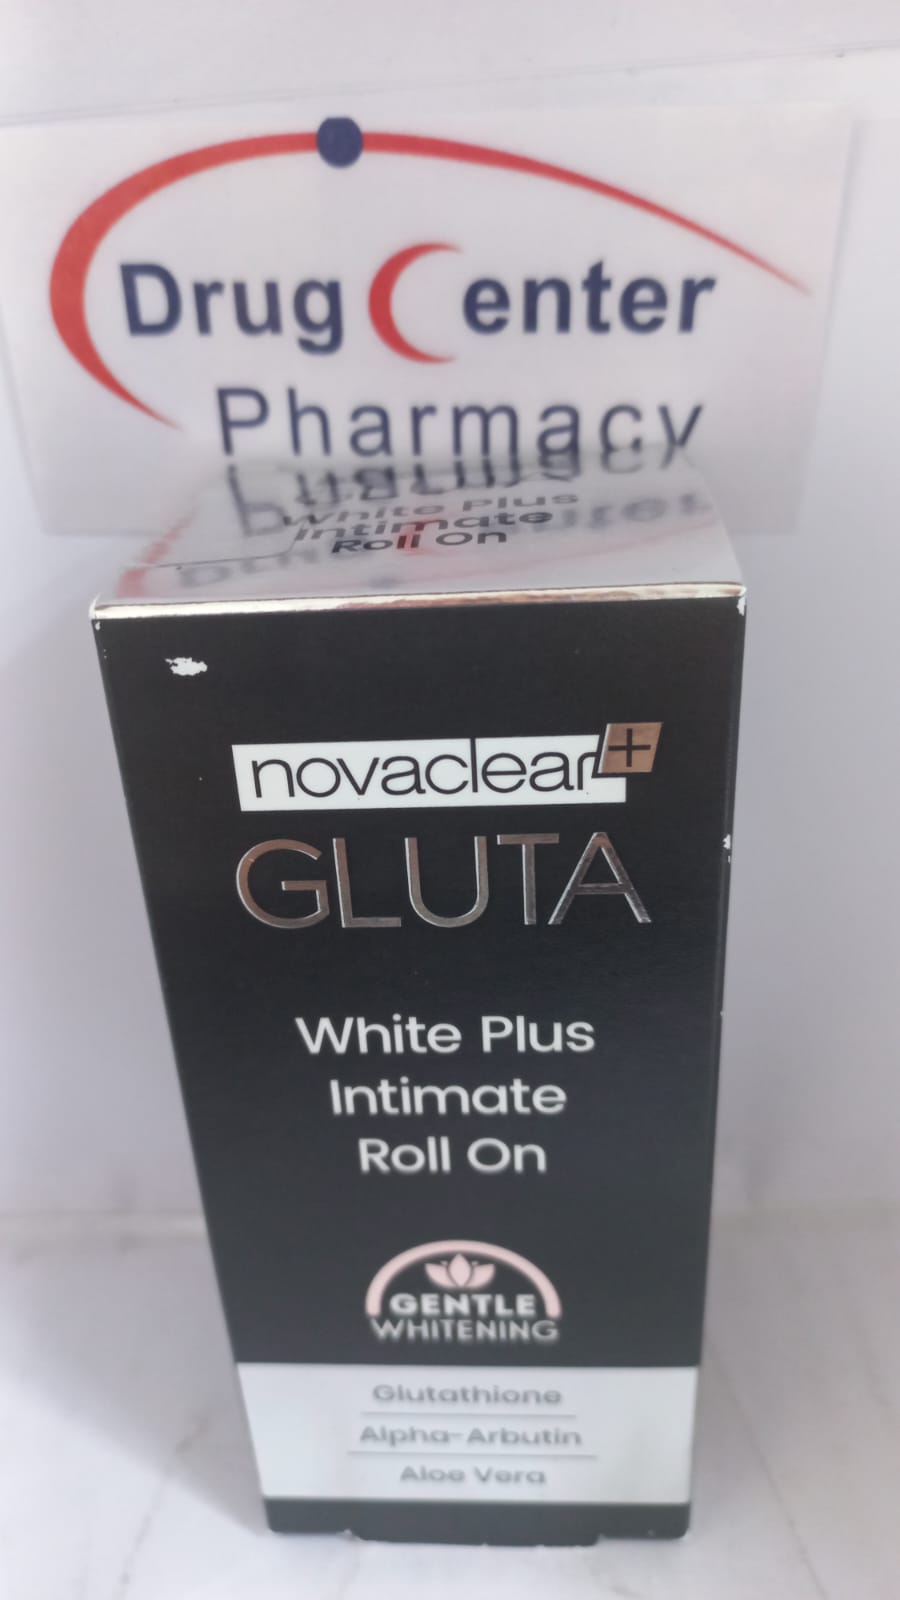 Drug Center
Pharmacy
White Plus
Intimate
Roll On
novaclear+
GLUTA
White Plus
Intimate
Roll On
GENTLE
WHITENING
Glutathione
Alpha-Arbutin
Aloe Vera